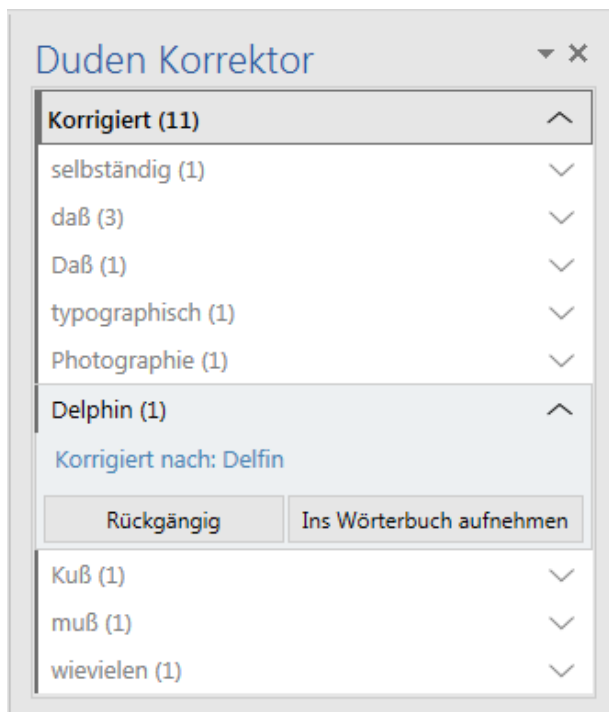 Duden Korrektor
Korrigiert (11)
selbständig (1)
daß (3)
Daß (1)
typographisch (1)
Photographie (1)
Delphin (1)
Korrigiert nach: Delfin
Rückgängig Ins Wörterbuch aufnehmen
Kuß (1)
muß (1)
wievielen (1)